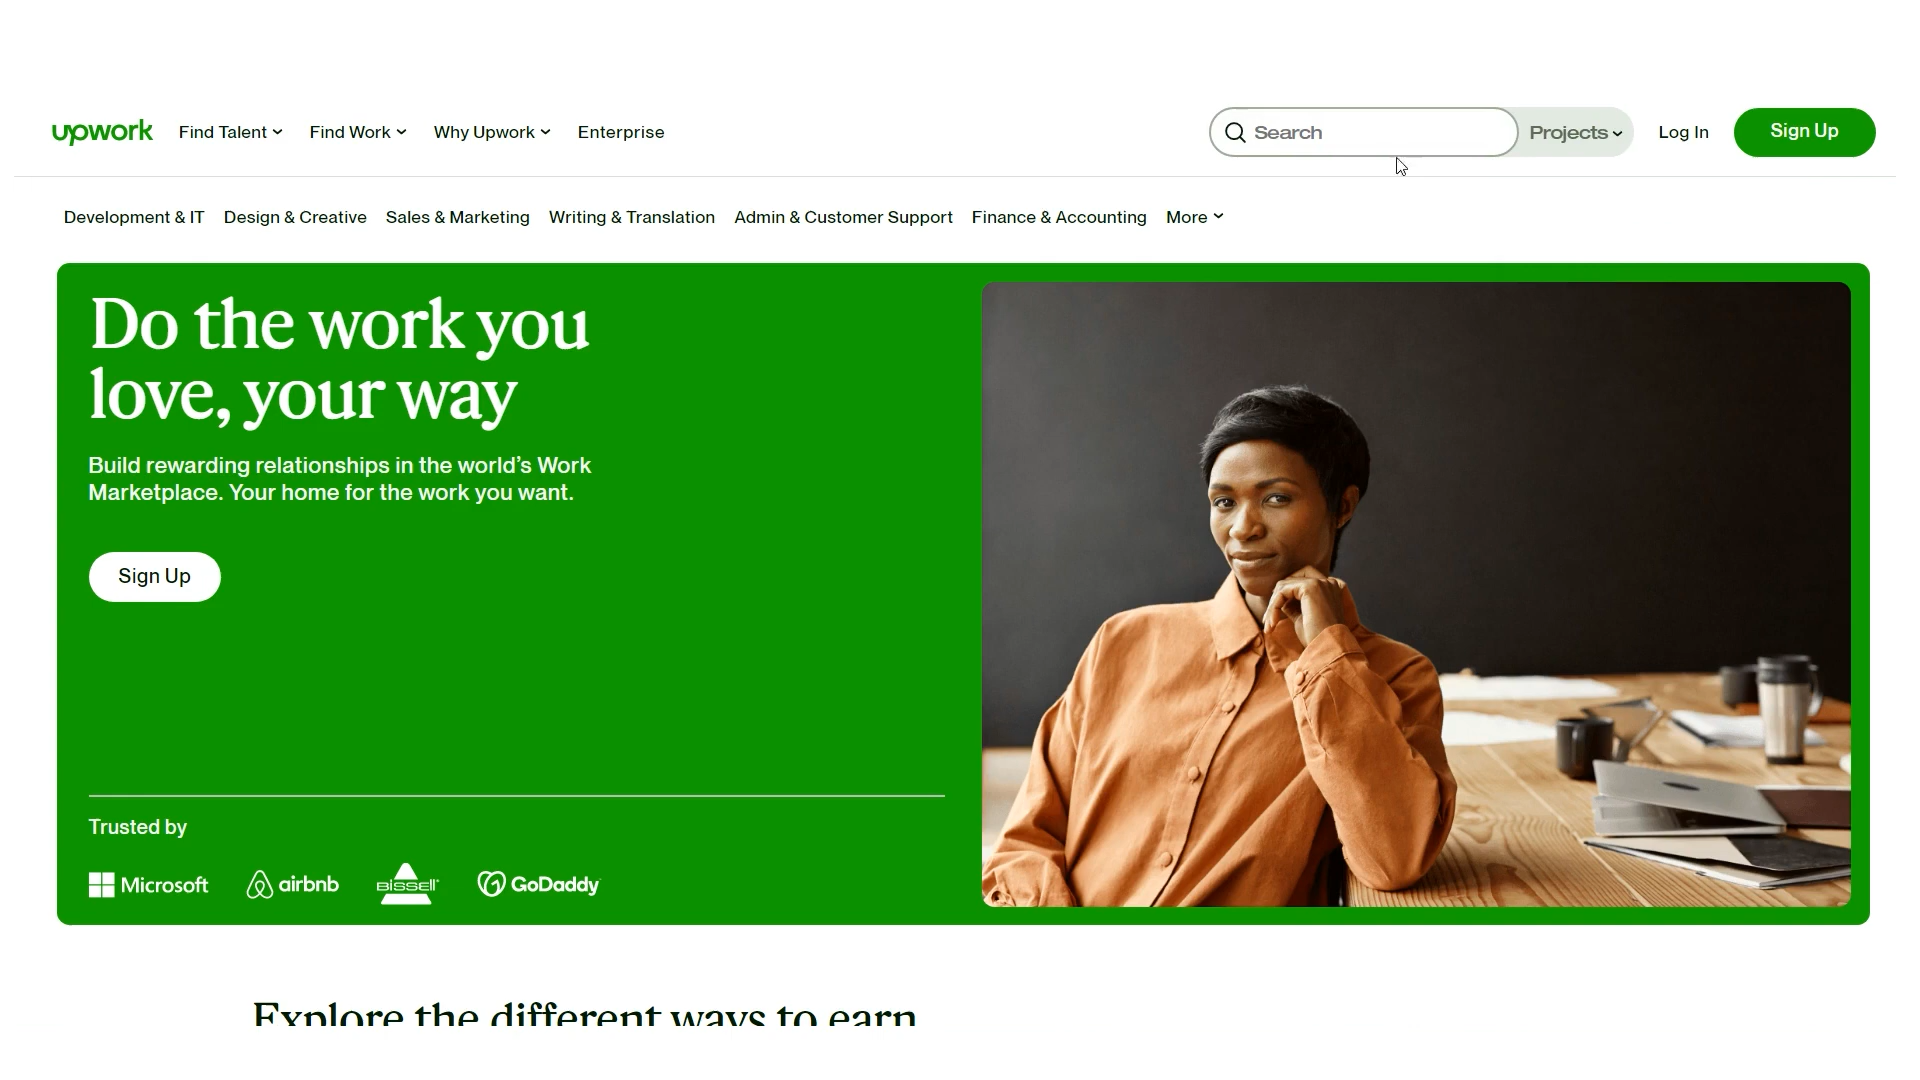 upwork Find Talent Find Work Why Upwork Enterprise Search Projects Log In Sign Up
Development & IT Design & Creative Sales & Marketing Writing & Translation Admin & Customer Support Finance & Accounting More
Do the work you
love, your way
Build rewarding relationships in the world’s Work
Marketplace. Your home for the work you want.
Sign Up
Trusted by
Microsoft airbnb BISSELL GoDaddy
Explore the different ways to earn